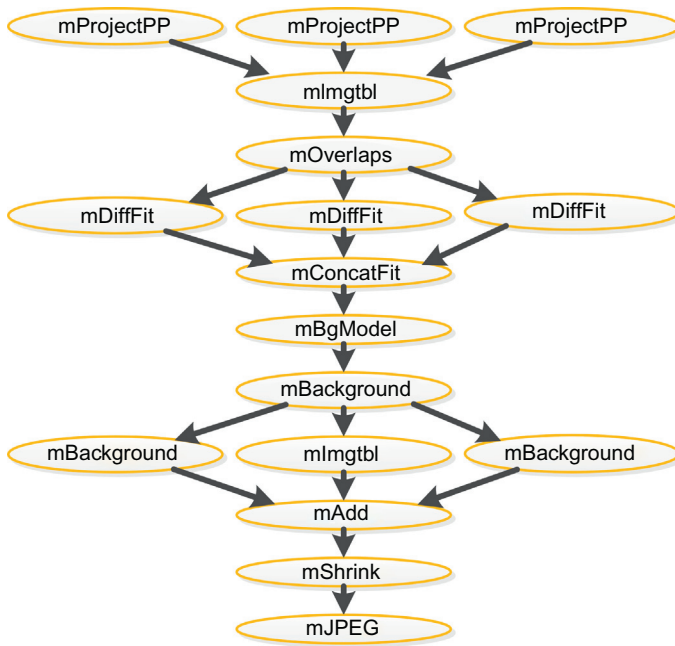 mProjectPP
mProjectPP
mProjectPP
mImgtbl
mOverlaps
mDiffFit
mDiffFit
mDiffFit
mConcatFit
mBgModel
mBackground
mBackground
mImgtbl
mBackground
mAdd
mShrink
mJPEG